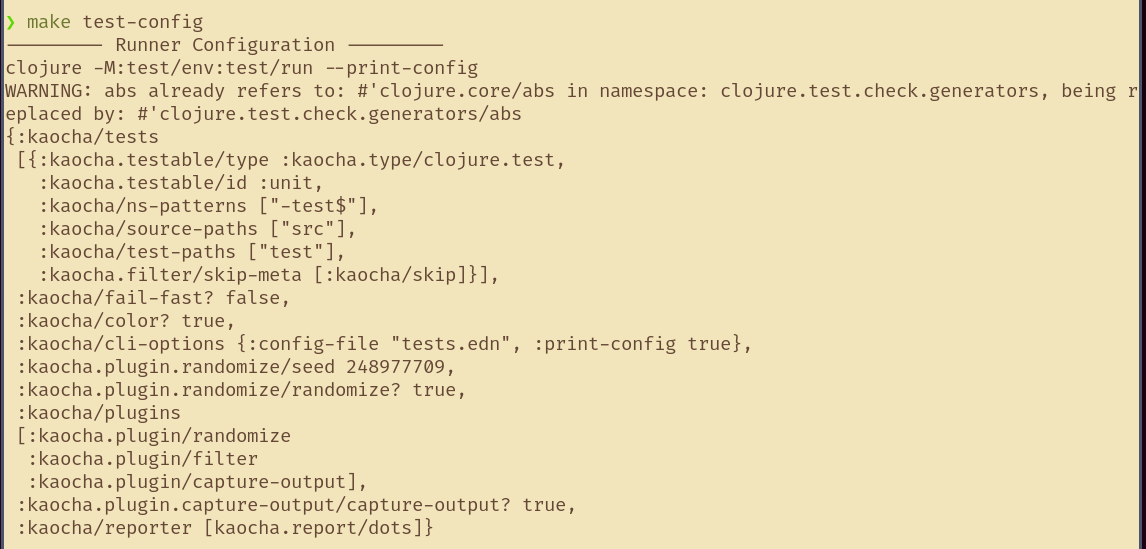 ❯ make test-config
───────── Runner Configuration ─────────
clojure -M:test/env:test/run --print-config
WARNING: abs already refers to: #'clojure.core/abs in namespace: clojure.test.check.generators, being r
eplaced by: #'clojure.test.check.generators/abs
{:kaocha/tests
 [{:kaocha.testable/type :kaocha.type/clojure.test,
   :kaocha.testable/id :unit,
   :kaocha/ns-patterns ["-test$"],
   :kaocha/source-paths ["src"],
   :kaocha/test-paths ["test"],
   :kaocha.filter/skip-meta [:kaocha/skip]}],
 :kaocha/fail-fast? false,
 :kaocha/color? true,
 :kaocha/cli-options {:config-file "tests.edn", :print-config true},
 :kaocha.plugin.randomize/seed 248977709,
 :kaocha.plugin.randomize/randomize? true,
 :kaocha/plugins
 [:kaocha.plugin/randomize
  :kaocha.plugin/filter
  :kaocha.plugin/capture-output],
 :kaocha.plugin.capture-output/capture-output? true,
 :kaocha/reporter [kaocha.report/dots]}